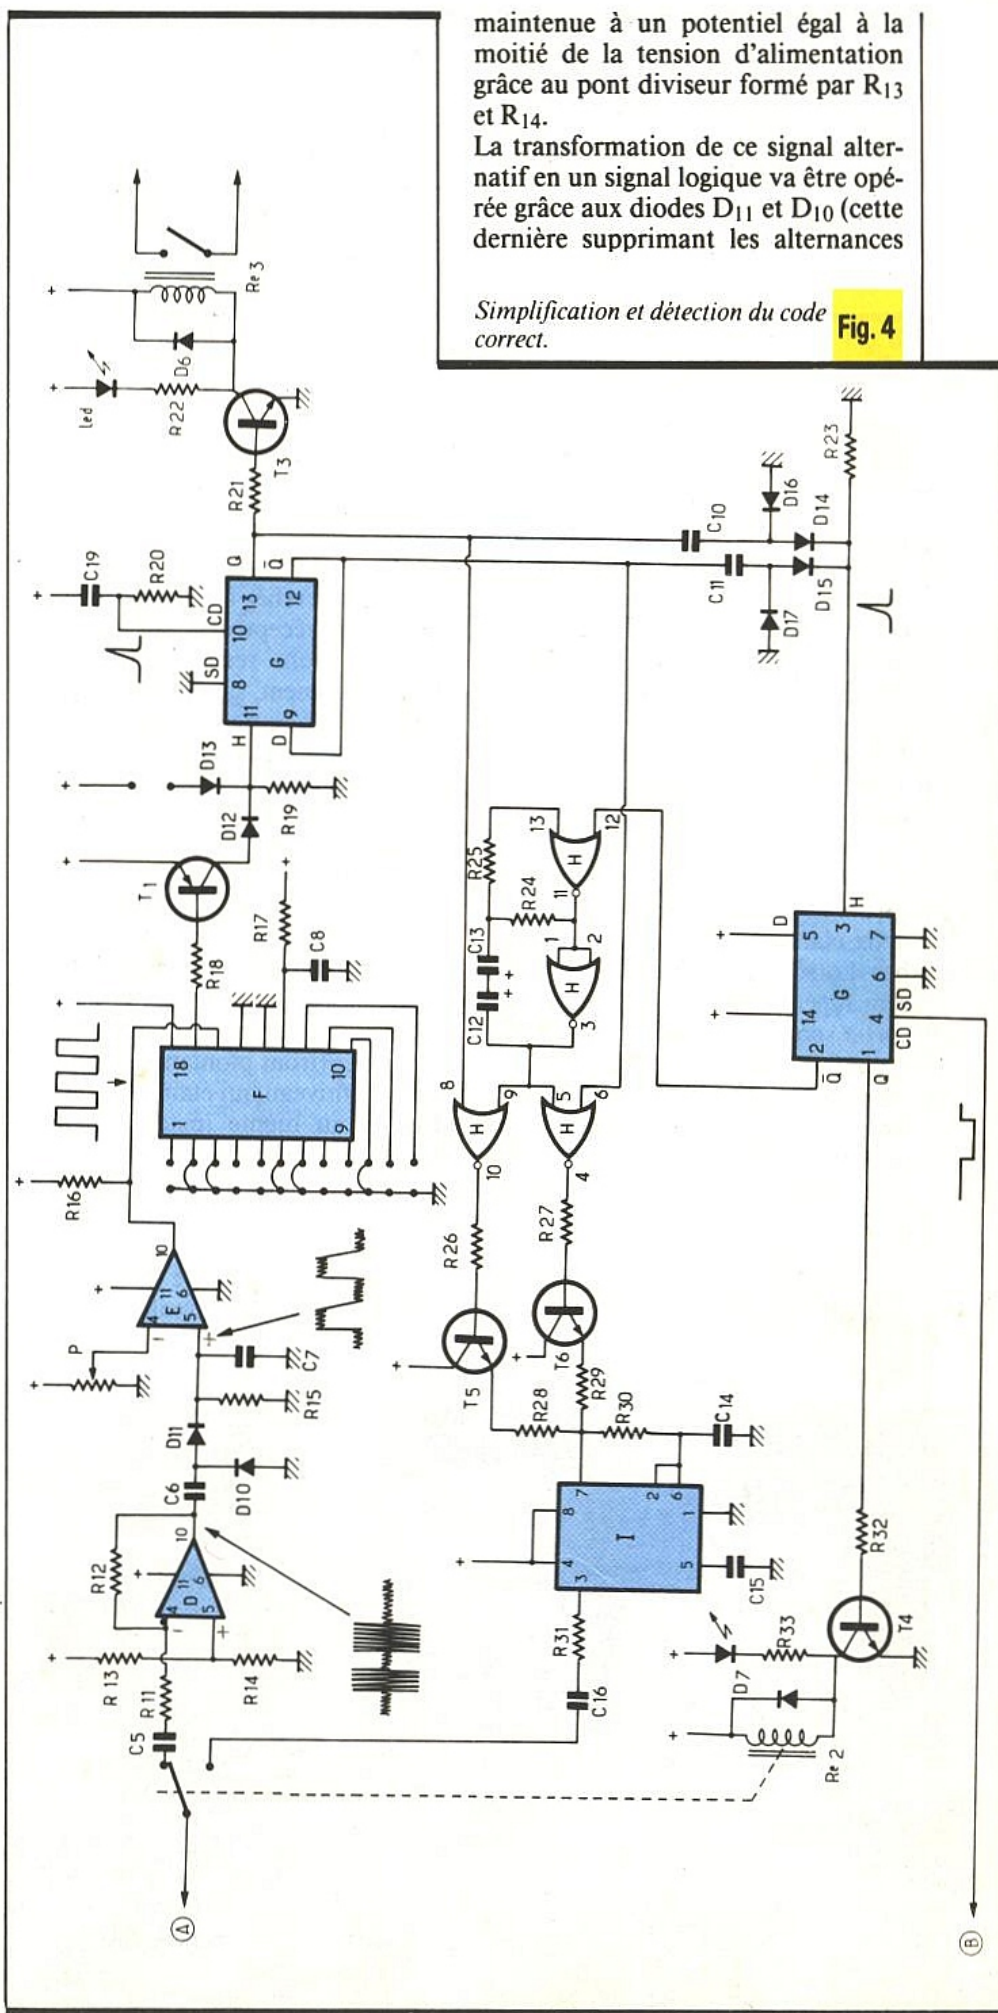 maintenue à un potentiel égal à la
moitié de la tension d'alimentation
grâce au pont diviseur formé par R13
et R14.
La transformation de ce signal alter-
natif en un signal logique va être opé-
rée grâce aux diodes D11 et D10 (cette
dernière supprimant les alternances
Simplification et détection du code
correct.
Fig. 4
Re 3
D6
Led
R22
T3
R21
C19
R20
Q
CD
13
Q̄
12
10
G
SD
8
11
9
H
D
D13
D12
R19
T1
R18
R17
C8
18
10
F
1
9
R16
10
11
E
6
4
5
P
C7
R15
D11
C6
D10
R12
10
11
D
6
4
5
R13
R14
R11
C5
A
C10
D16
D14
R23
C11
D17
D15
R25
13
12
H
R24
11
C13
C12
1
2
H
3
8
9
H
10
5
6
H
4
R26
R27
T5
T6
R28
R29
R30
C14
7
8
2
6
I
4
1
3
5
C15
R31
C16
D
H
5
3
7
14
G
6
2
4
SD
1
CD
Q̄
Q
R32
T4
R33
D7
Re 2
B